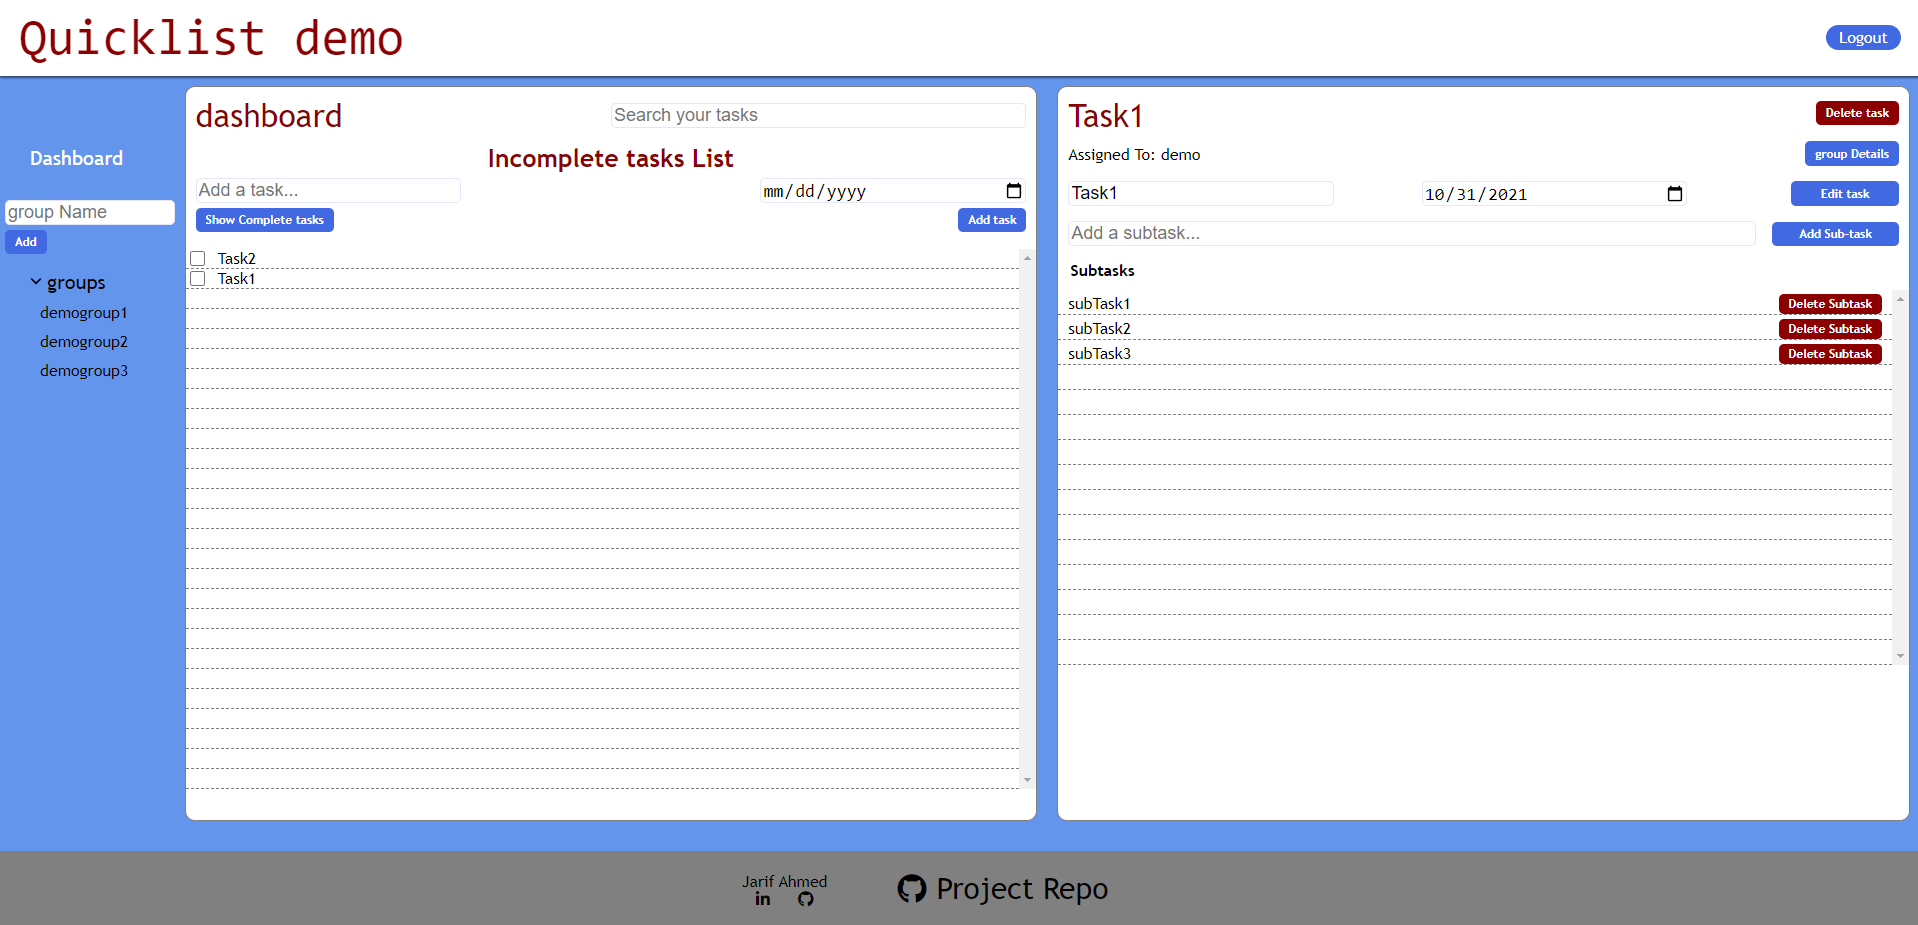 Quicklist demo
Logout
Dashboard
group Name
Add
groups
demogroup1
demogroup2
demogroup3
dashboard
Search your tasks
Incomplete tasks List
Add a task...
mm/dd/yyyy
Show Complete tasks
Add task
Task2
Task1
Task1
Delete task
Assigned To: demo
group Details
Task1
10/31/2021
Edit task
Add a subtask...
Add Sub-task
Subtasks
subTask1
Delete Subtask
subTask2
Delete Subtask
subTask3
Delete Subtask
Jarif Ahmed
in
Project Repo